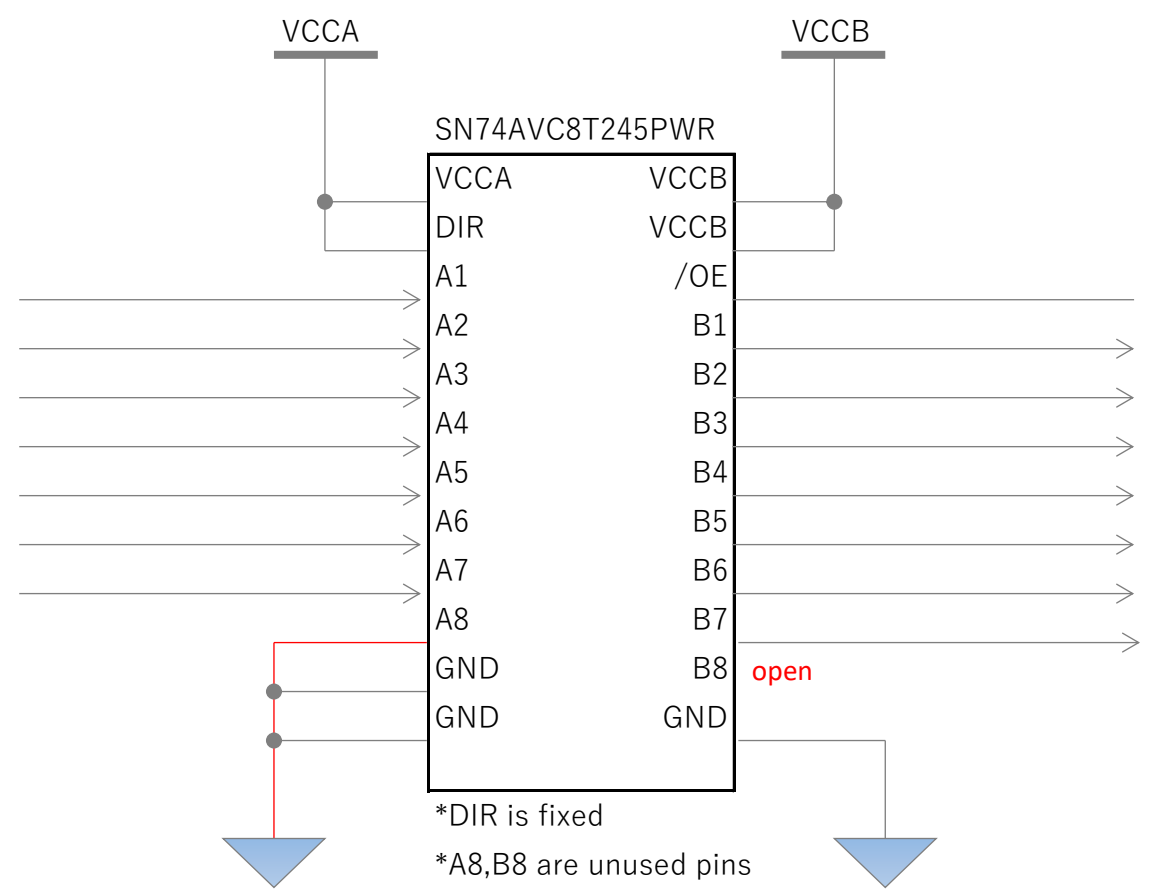 VCCA
VCCB
SN74AVC8T245PWR
VCCA VCCB
DIR VCCB
A1 /OE
A2 B1
A3 B2
A4 B3
A5 B4
A6 B5
A7 B6
A8 B7
GND B8 open
GND GND
*DIR is fixed
*A8,B8 are unused pins